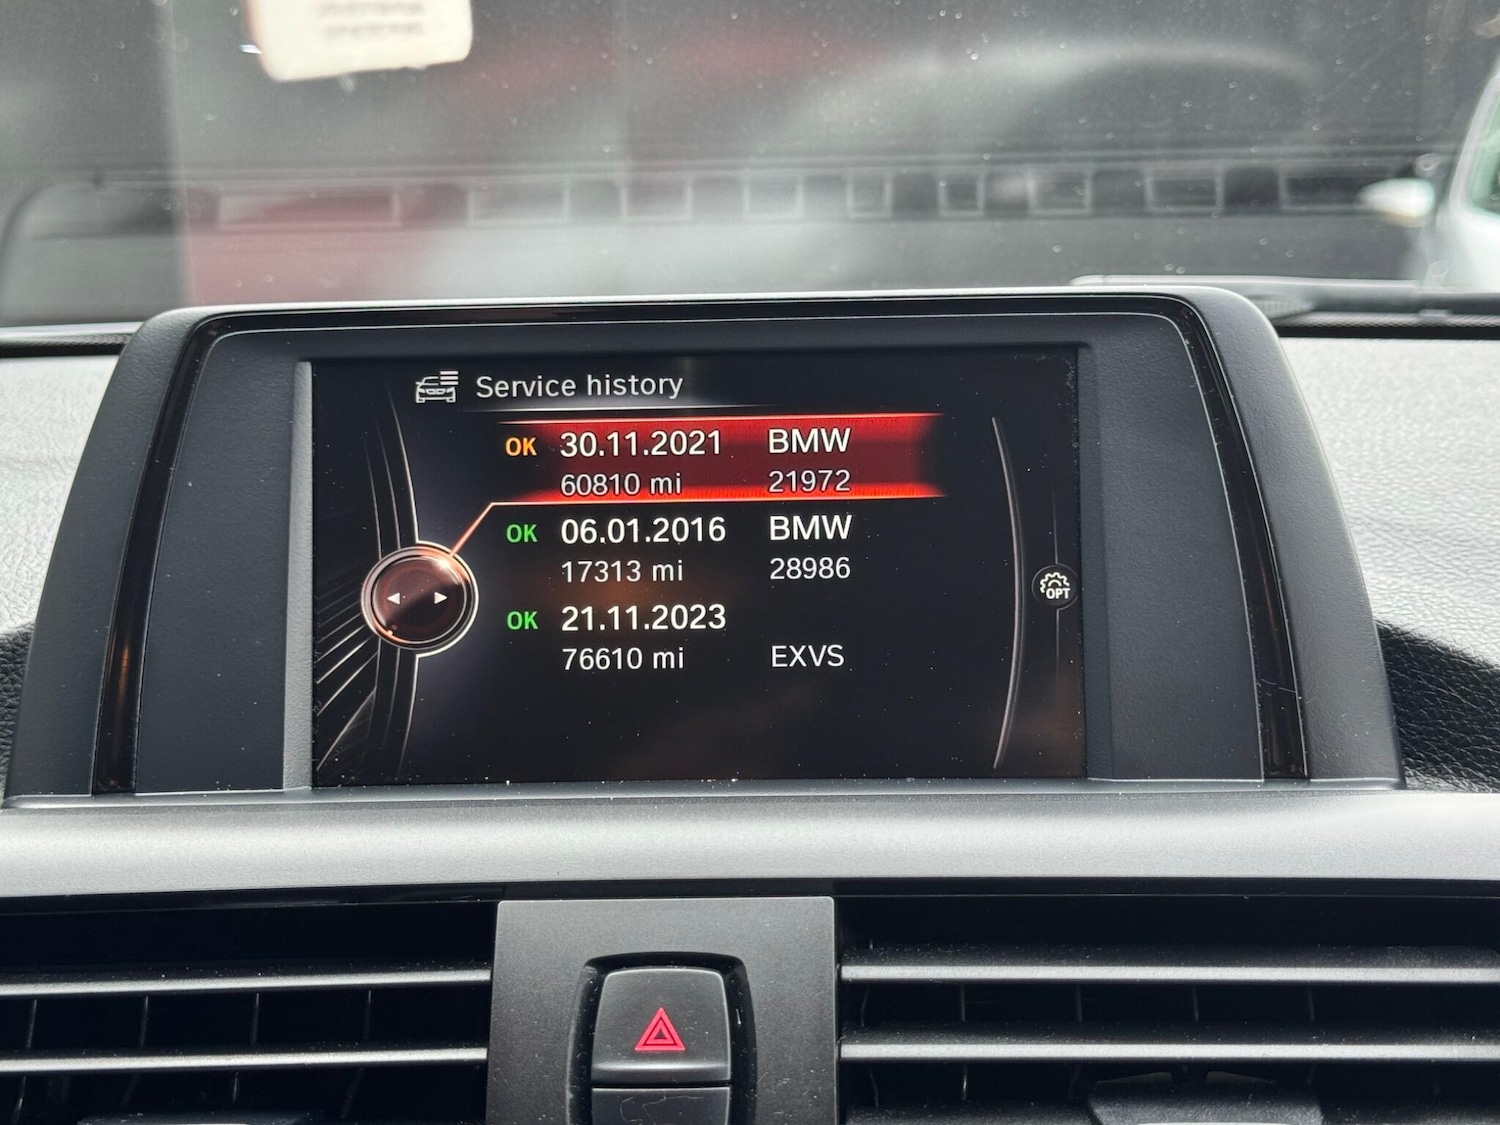 Service history
OK 30.11.2021 BMW
60810 mi 21972
OK 06.01.2016 BMW
17313 mi 28986
OK 21.11.2023
76610 mi EXVS
OPT